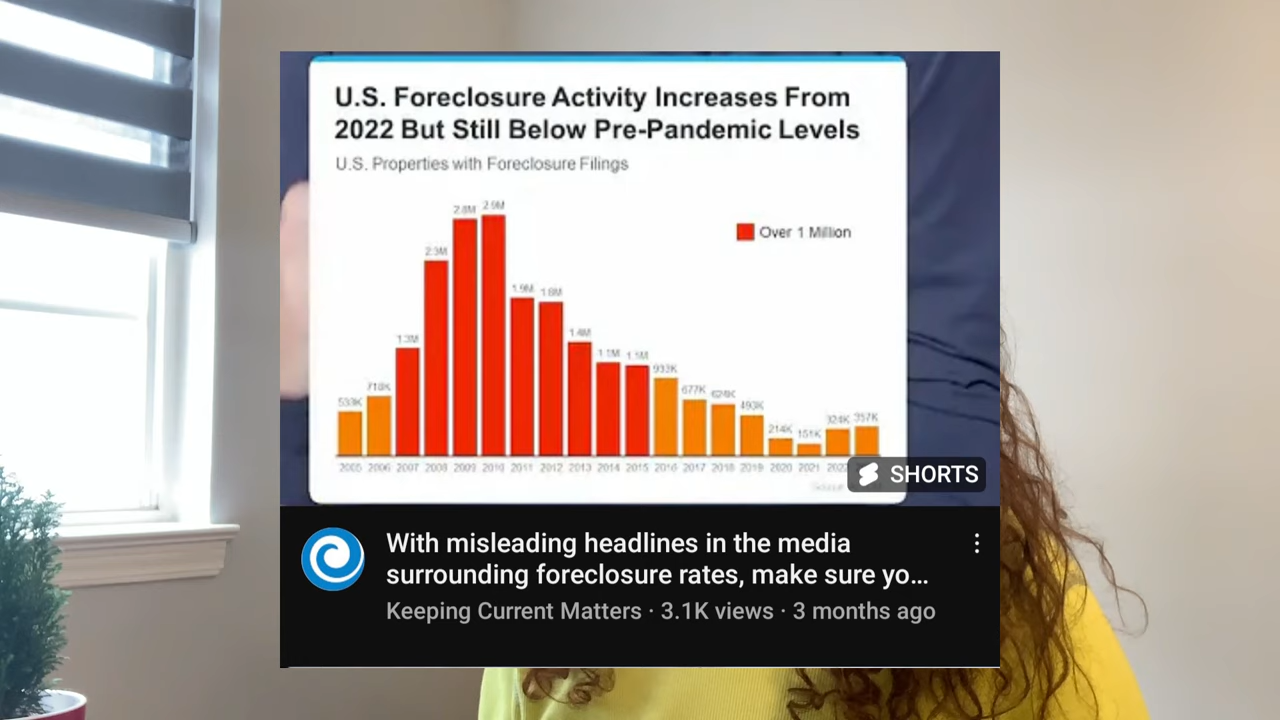 U.S. Foreclosure Activity Increases From
2022 But Still Below Pre-Pandemic Levels
U.S. Properties with Foreclosure Filings
2.8M 2.9M
Over 1 Million
2.3M
1.9M 1.8M
1.4M
1.3M
1.1M 1.1M
933K
718K
677K
624K
533K
493K
324K 357K
214K
151K
2005 2006 2007 2008 2009 2010 2011 2012 2013 2014 2015 2016 2017 2018 2019 2020 2021
SHORTS
With misleading headlines in the media
surrounding foreclosure rates, make sure yo...
Keeping Current Matters · 3.1K views · 3 months ago